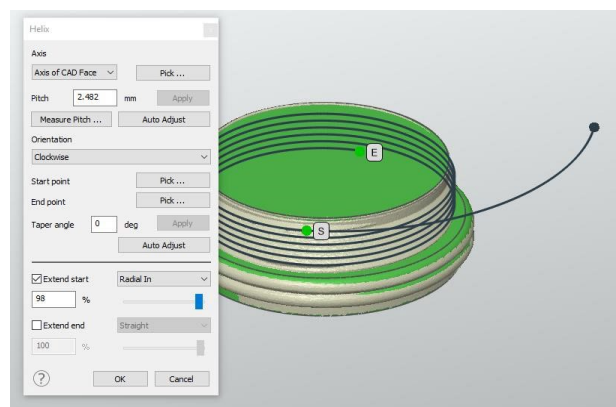 Helix
Axis
Axis of CAD Face Pick ...
Pitch 2.482 mm Apply
Measure Pitch ... Auto Adjust
Orientation
Clockwise
Start point Pick ...
End point Pick ...
Taper angle 0 deg Apply
Auto Adjust
Extend start Radial In
98 %
Extend end Straight
100 %
? OK Cancel
E
S